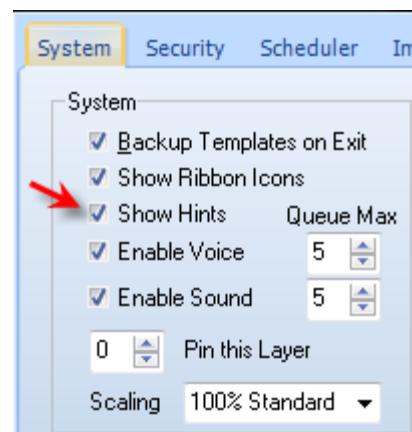 System Security Scheduler Im
System
Backup Templates on Exit
Show Ribbon Icons
Show Hints Queue Max
Enable Voice 5
Enable Sound 5
0 Pin this Layer
Scaling 100% Standard